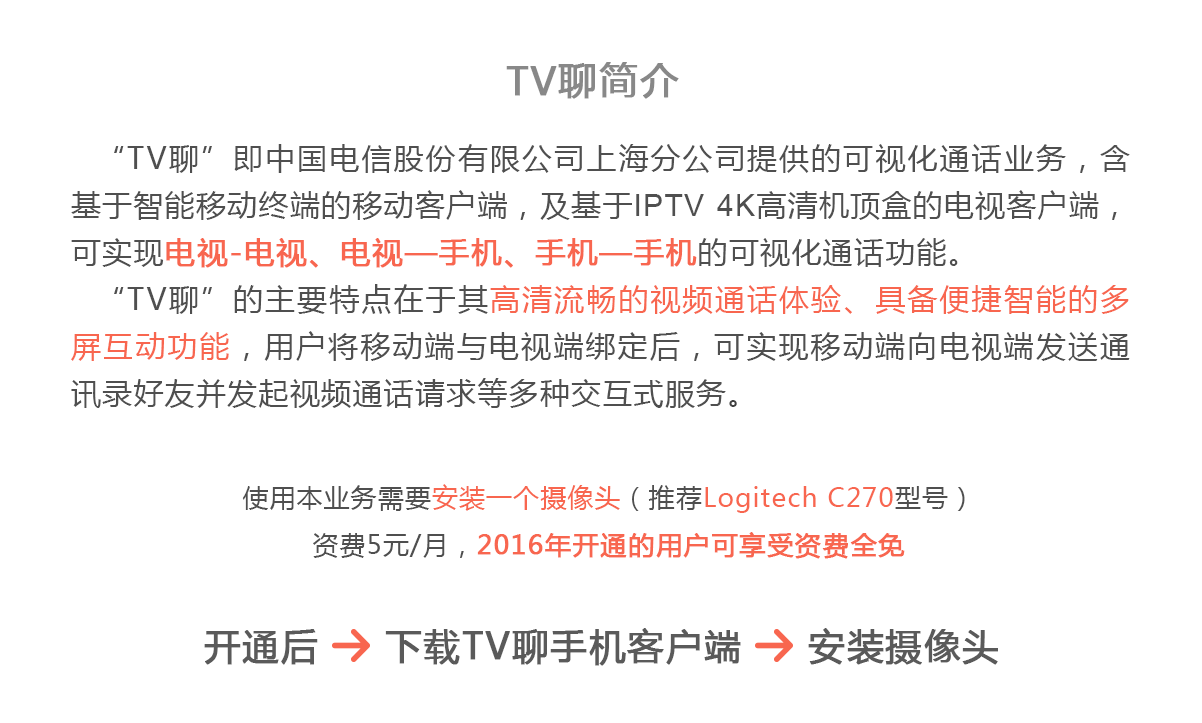 TV聊简介
“TV聊”即中国电信股份有限公司上海分公司提供的可视化通话业务，含
基于智能移动终端的移动客户端，及基于IPTV 4K高清机顶盒的电视客户端，
可实现电视-电视、电视—手机、手机—手机的可视化通话功能。
“TV聊”的主要特点在于其高清流畅的视频通话体验、具备便捷智能的多
屏互动功能，用户将移动端与电视端绑定后，可实现移动端向电视端发送通
讯录好友并发起视频通话请求等多种交互式服务。
使用本业务需要安装一个摄像头（推荐Logitech C270型号）
资费5元/月，2016年开通的用户可享受资费全免
开通后 → 下载TV聊手机客户端 → 安装摄像头